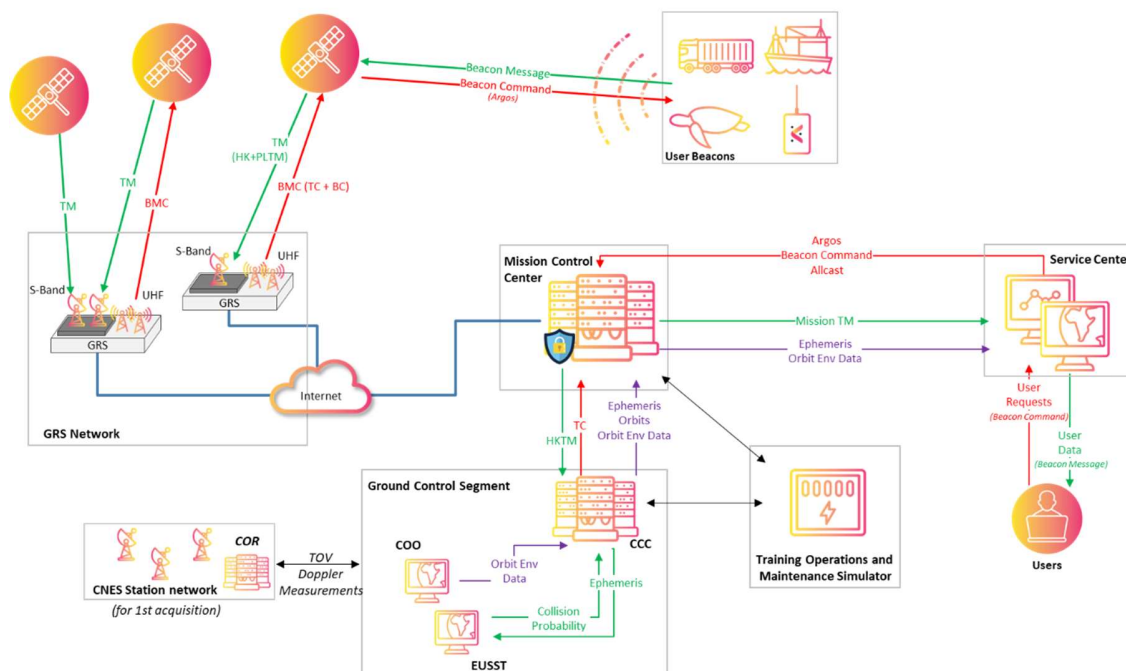 Beacon Message
Beacon Command
(Argos)
User Beacons
TM
TM
BMC
TM
(HK+PLTM)
BMC (TC + BC)
S-Band
UHF
GRS
S-Band
UHF
GRS
Internet
GRS Network
Mission Control
Center
Argos
Beacon Command
Allcast
Service Center
Mission TM
Ephemeris
Orbit Env Data
HKTM
TC
Ephemeris
Orbits
Orbit Env Data
User
Requests
(Beacon Command)
User
Data
(Beacon Message)
Users
Ground Control Segment
CCC
COO
Orbit Env
Data
Ephemeris
Collision
Probability
EUSST
Training Operations and
Maintenance Simulator
COR
CNES Station network
(for 1st acquisition)
TOV
Doppler
Measurements